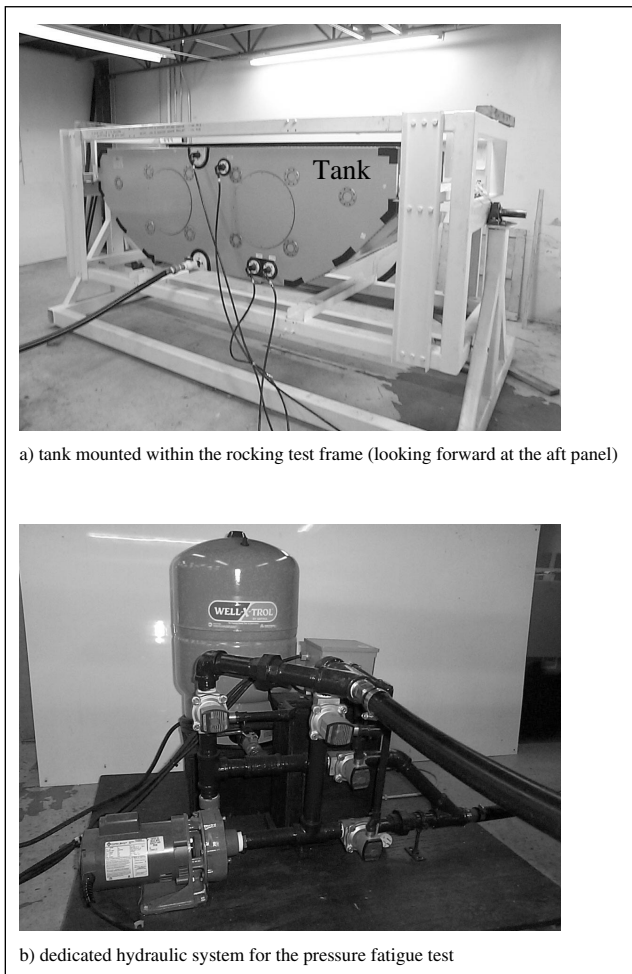 Tank
a) tank mounted within the rocking test frame (looking forward at the aft panel)
WELL-X-TROL
b) dedicated hydraulic system for the pressure fatigue test